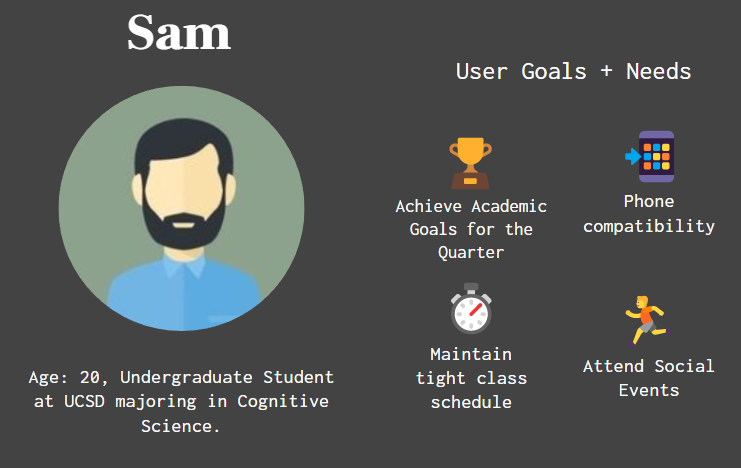 Sam
Age: 20, Undergraduate Student
at UCSD majoring in Cognitive
Science.
User Goals + Needs
Achieve Academic
Goals for the
Quarter
Phone
compatibility
Maintain
tight class
schedule
Attend Social
Events